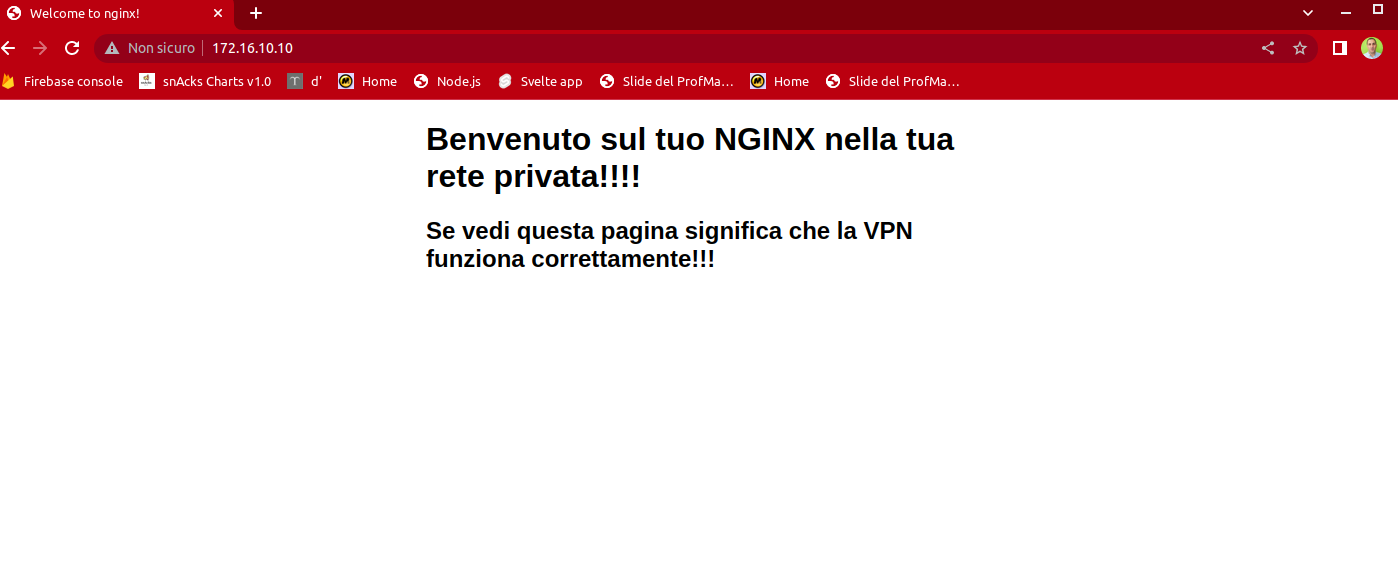 Welcome to nginx!
Non sicuro 172.16.10.10
Firebase console snAcks Charts v1.0 T d' Home Node.js Svelte app Slide del ProfMa... Home Slide del ProfMa...
Benvenuto sul tuo NGINX nella tua
rete privata!!!!
Se vedi questa pagina significa che la VPN
funziona correttamente!!!